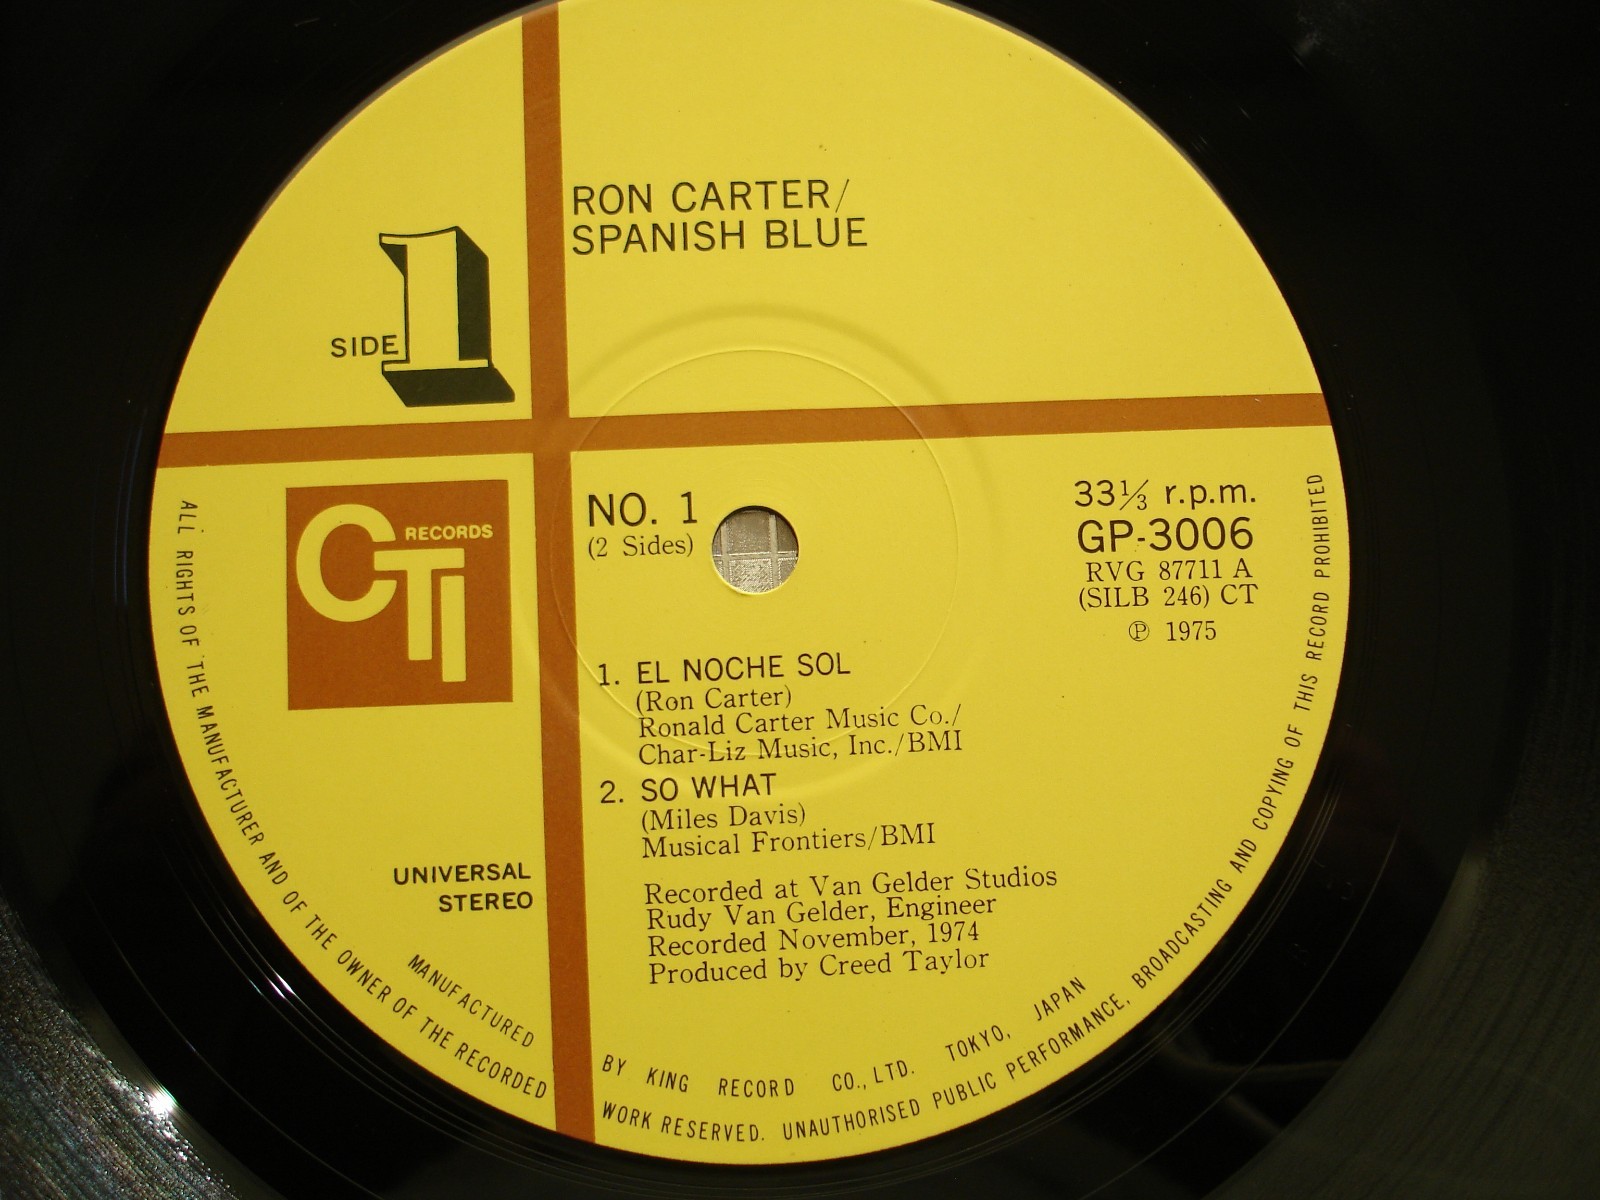 RON CARTER/
SPANISH BLUE
SIDE 1
CTI RECORDS
NO. 1
(2 Sides)
33⅓ r.p.m.
GP-3006
RVG 87711 A
(SILB 246) CT
℗ 1975
1. EL NOCHE SOL
(Ron Carter)
Ronald Carter Music Co./
Char-Liz Music, Inc./BMI
2. SO WHAT
(Miles Davis)
Musical Frontiers/BMI
Recorded at Van Gelder Studios
Rudy Van Gelder, Engineer
Recorded November, 1974
Produced by Creed Taylor
UNIVERSAL
STEREO
MANUFACTURED BY KING RECORD CO., LTD. TOKYO, JAPAN
ALL RIGHTS OF THE MANUFACTURER AND OF THE OWNER OF THE RECORDED WORK RESERVED. UNAUTHORISED PUBLIC PERFORMANCE, BROADCASTING AND COPYING OF THIS RECORD PROHIBITED